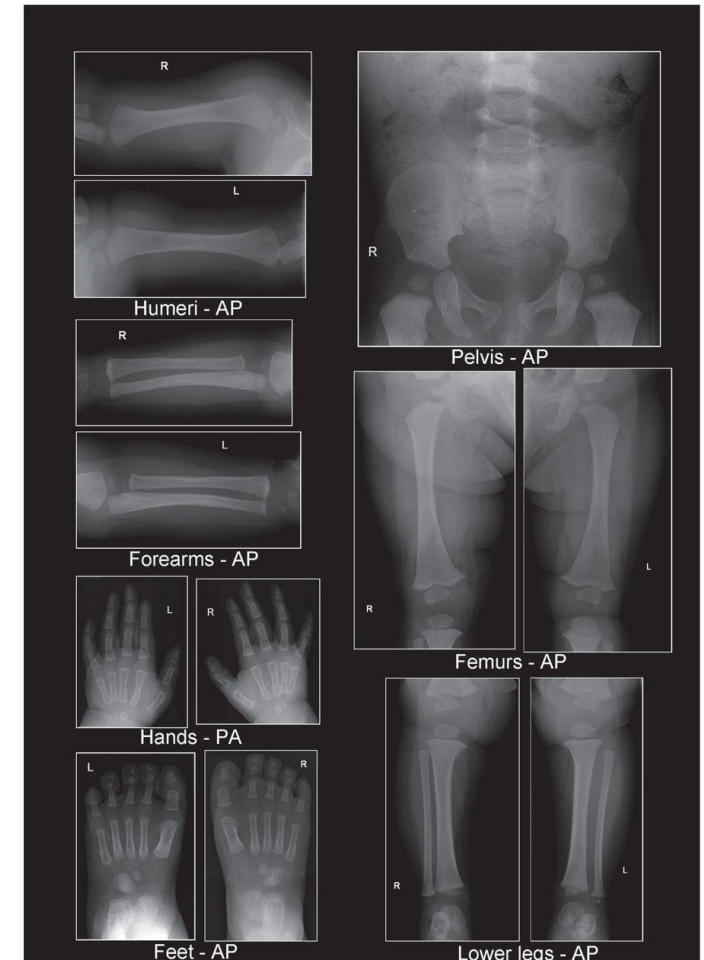 R
L
Humeri - AP
R
L
Forearms - AP
L
R
Hands - PA
L
R
Feet - AP
R
Pelvis - AP
R
L
Femurs - AP
R
L
Lower legs - AP